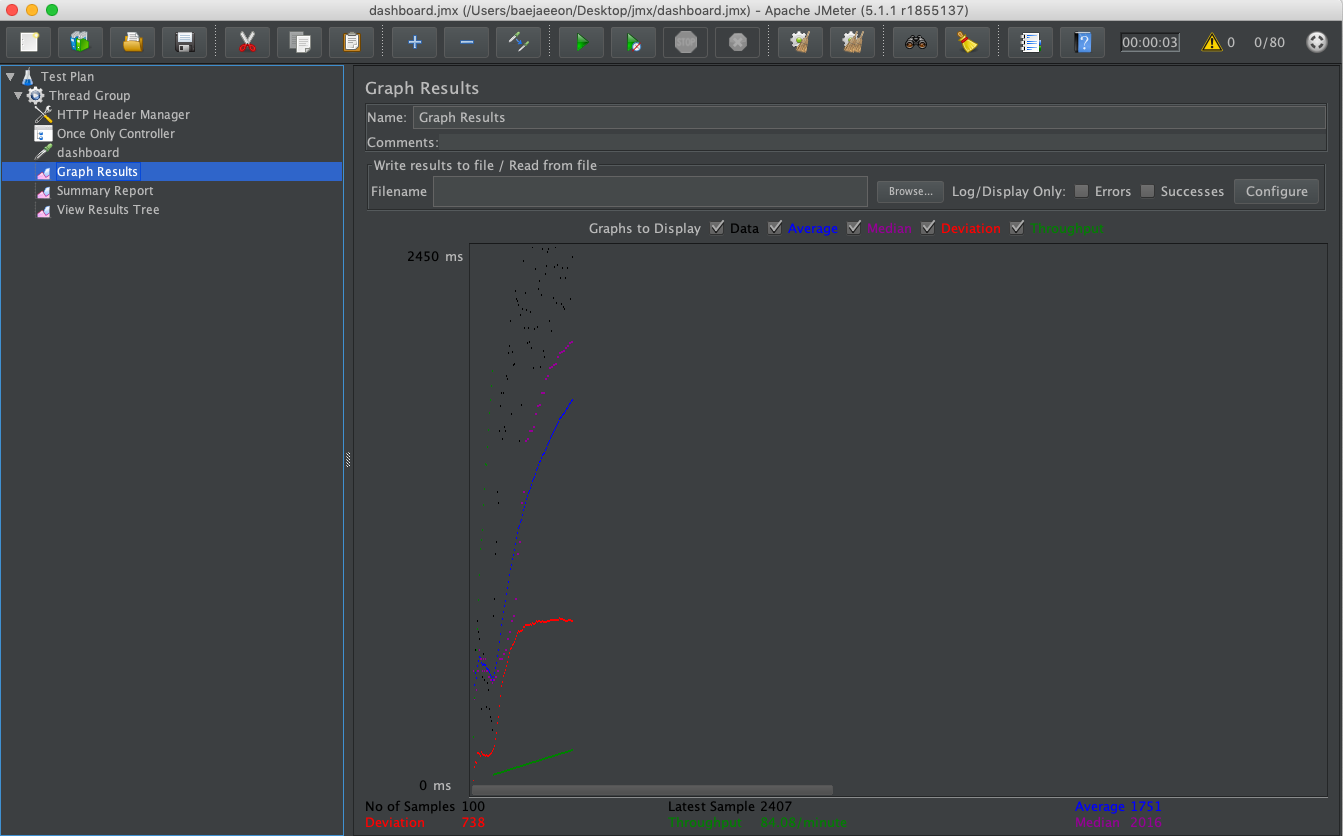 dashboard.jmx (/Users/baejaeeon/Desktop/jmx/dashboard.jmx) - Apache JMeter (5.1.1 r1855137)
STOP 00:00:03 0 0/80
Test Plan
Thread Group
HTTP Header Manager
Once Only Controller
dashboard
Graph Results
Summary Report
View Results Tree
Graph Results
Name: Graph Results
Comments:
Write results to file / Read from file
Filename Browse... Log/Display Only: Errors Successes Configure
Graphs to Display Data Average Median Deviation Throughput
2450 ms
0 ms
No of Samples 100 Latest Sample 2407 Average 1751
Deviation 738 Throughput 84.08/minute Median 2016